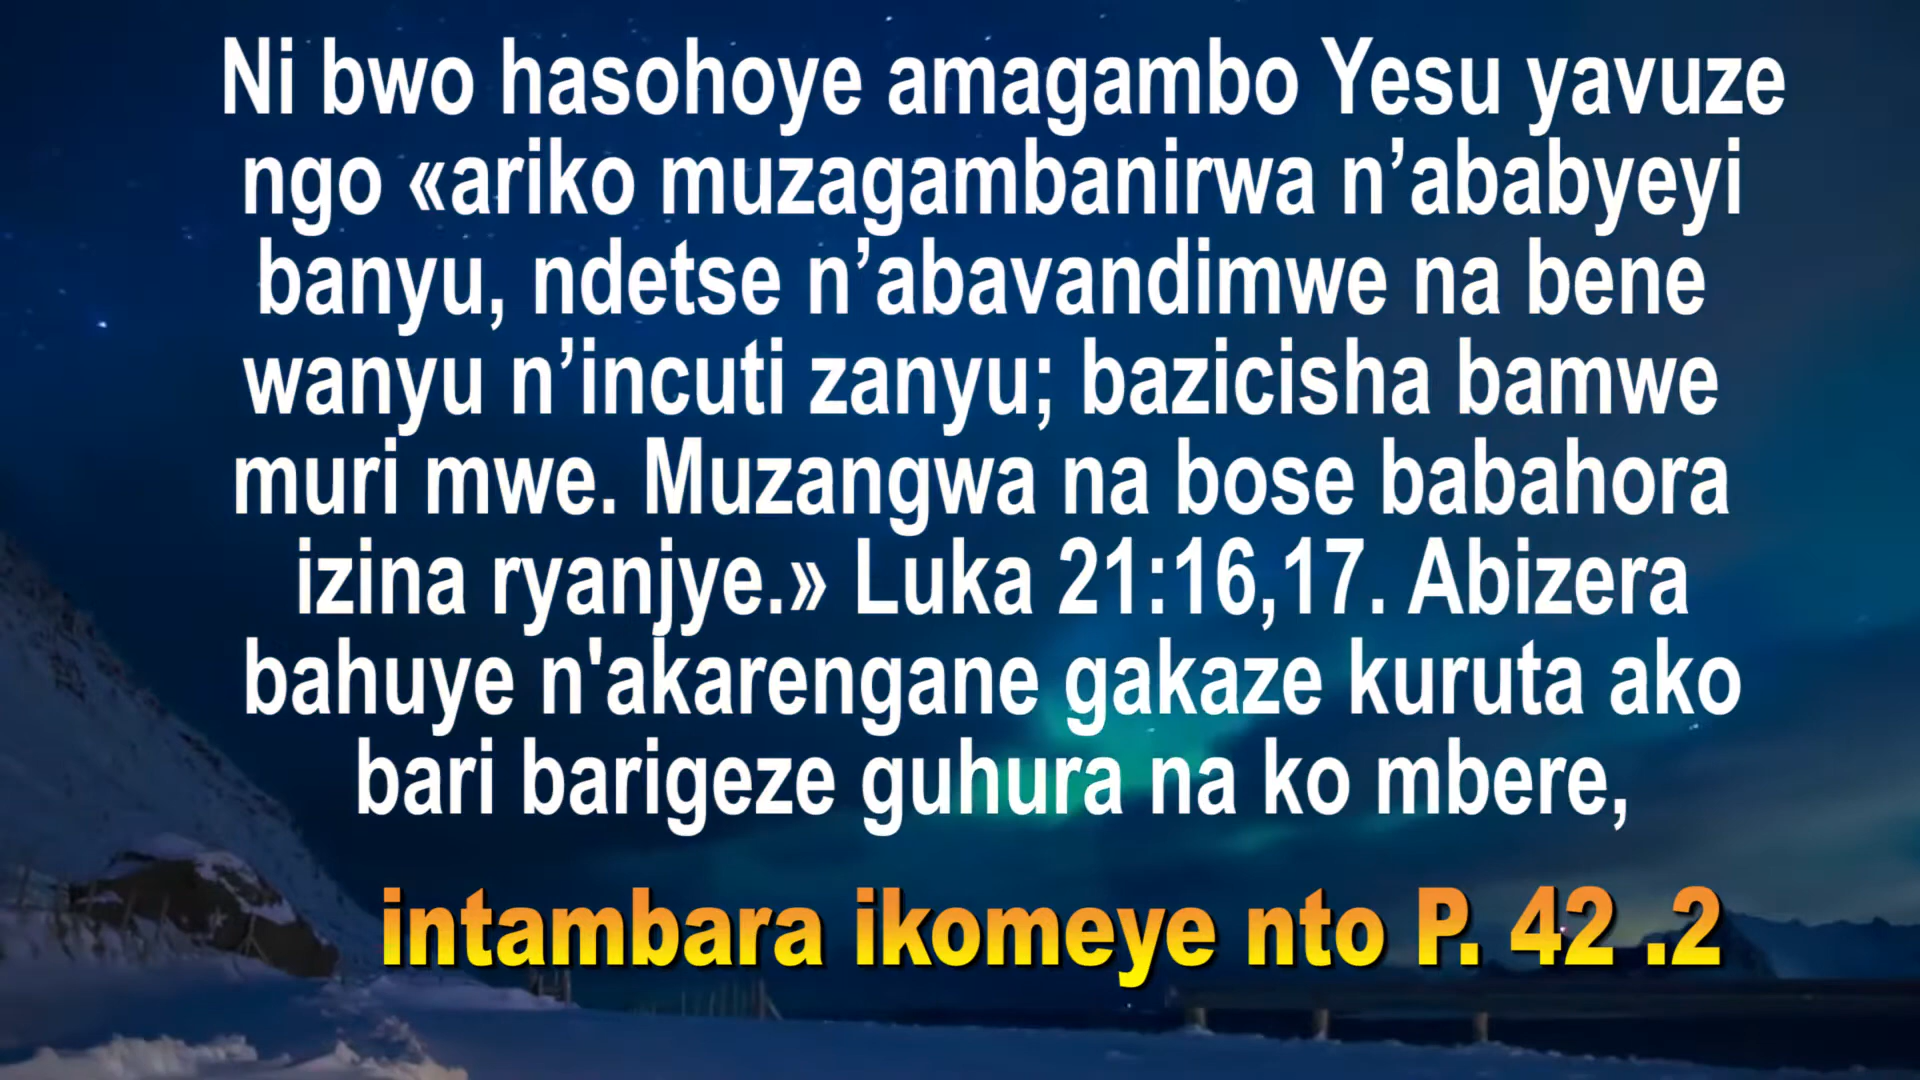 Ni bwo hasohoye amagambo Yesu yavuze
ngo «ariko muzagambanirwa n’ababyeyi
banyu, ndetse n’abavandimwe na bene
wanyu n’incuti zanyu; bazicisha bamwe
muri mwe. Muzangwa na bose babahora
izina ryanjye.» Luka 21:16,17. Abizera
bahuye n'akarengane gakaze kuruta ako
bari barigeze guhura na ko mbere,
intambara ikomeye nto P. 42 .2